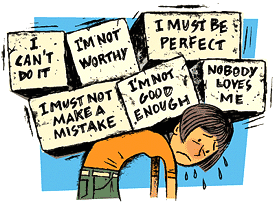 I
CAN'T
DO IT
I'M NOT
WORTHY
I MUST BE
PERFECT
I MUST NOT
MAKE A
MISTAKE
I'M NOT
GOOD
ENOUGH
NOBODY
LOVES
ME